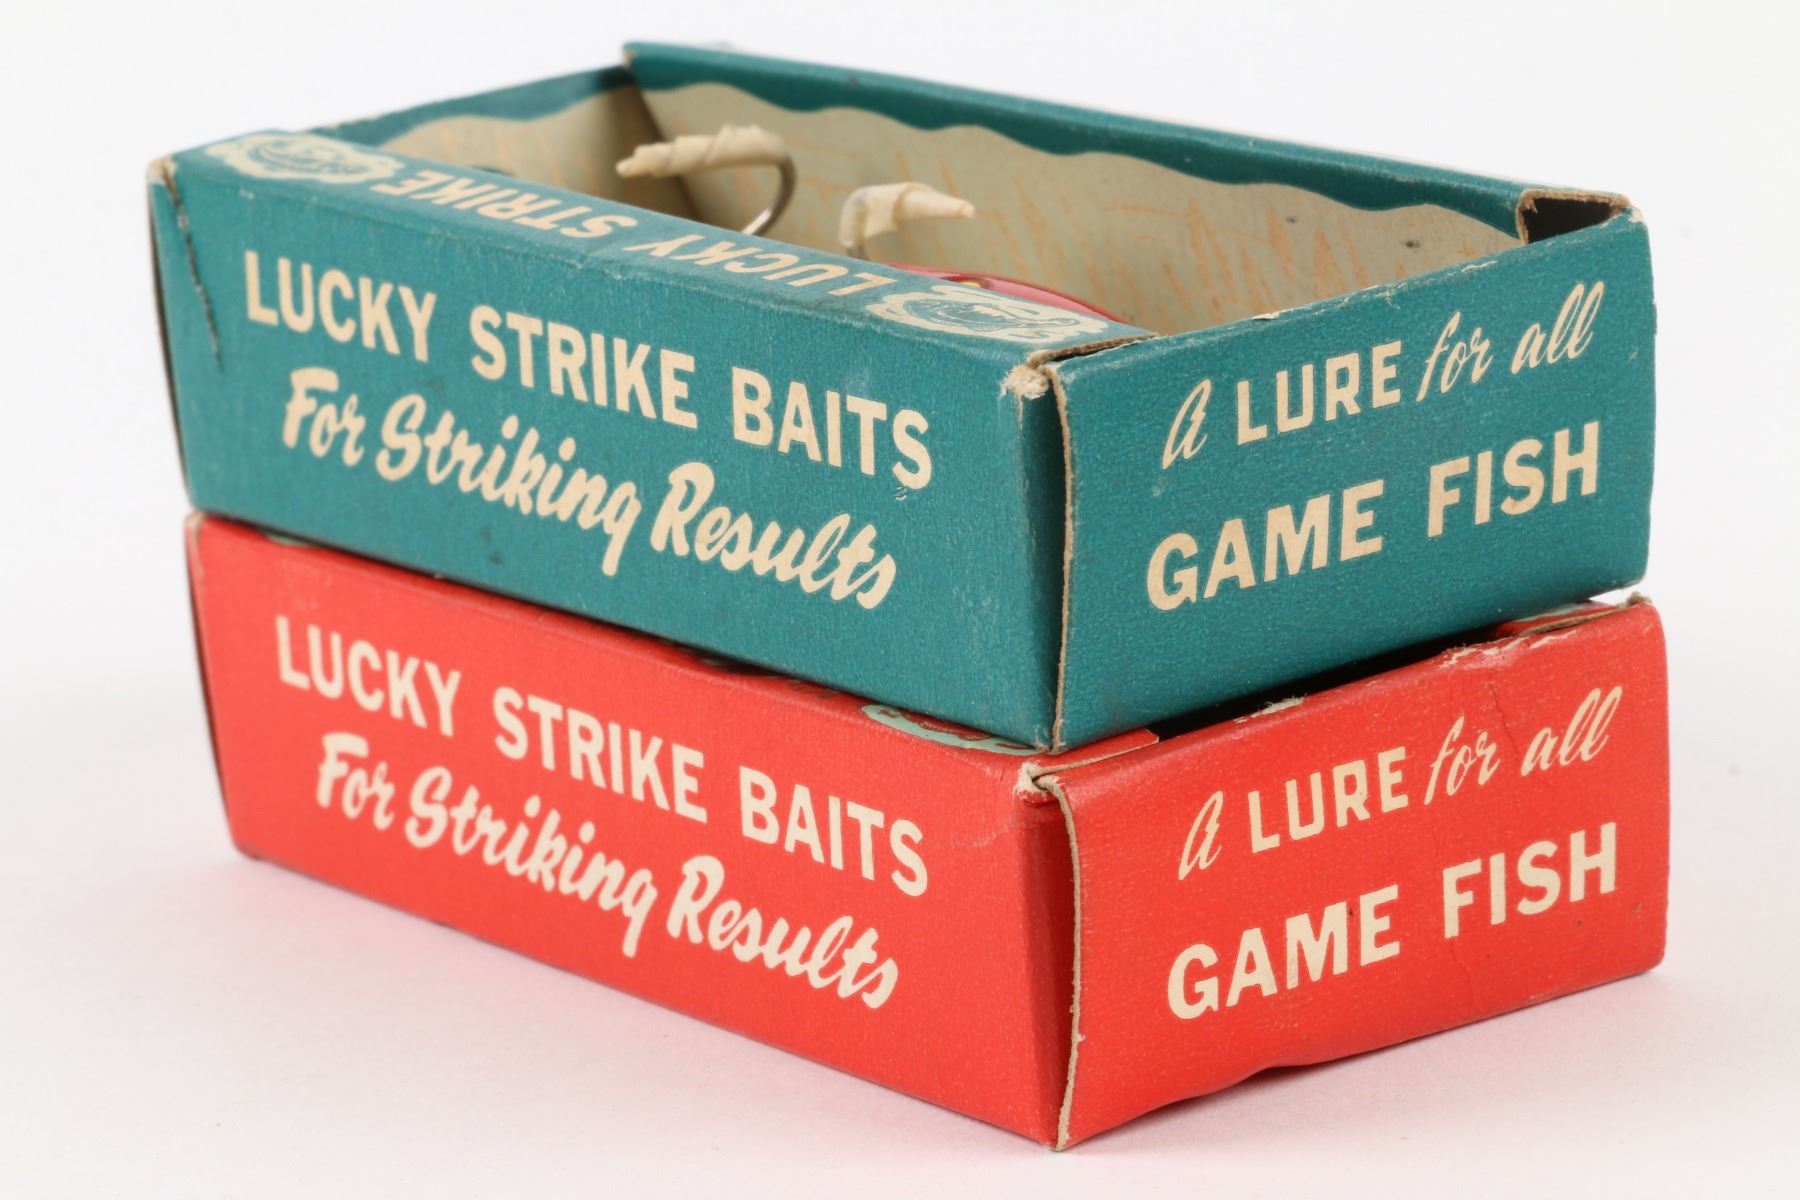 LUCKY STRIKE
LUCKY STRIKE BAITS
For Striking Results
A LURE for all
GAME FISH
LUCKY STRIKE BAITS
For Striking Results
A LURE for all
GAME FISH